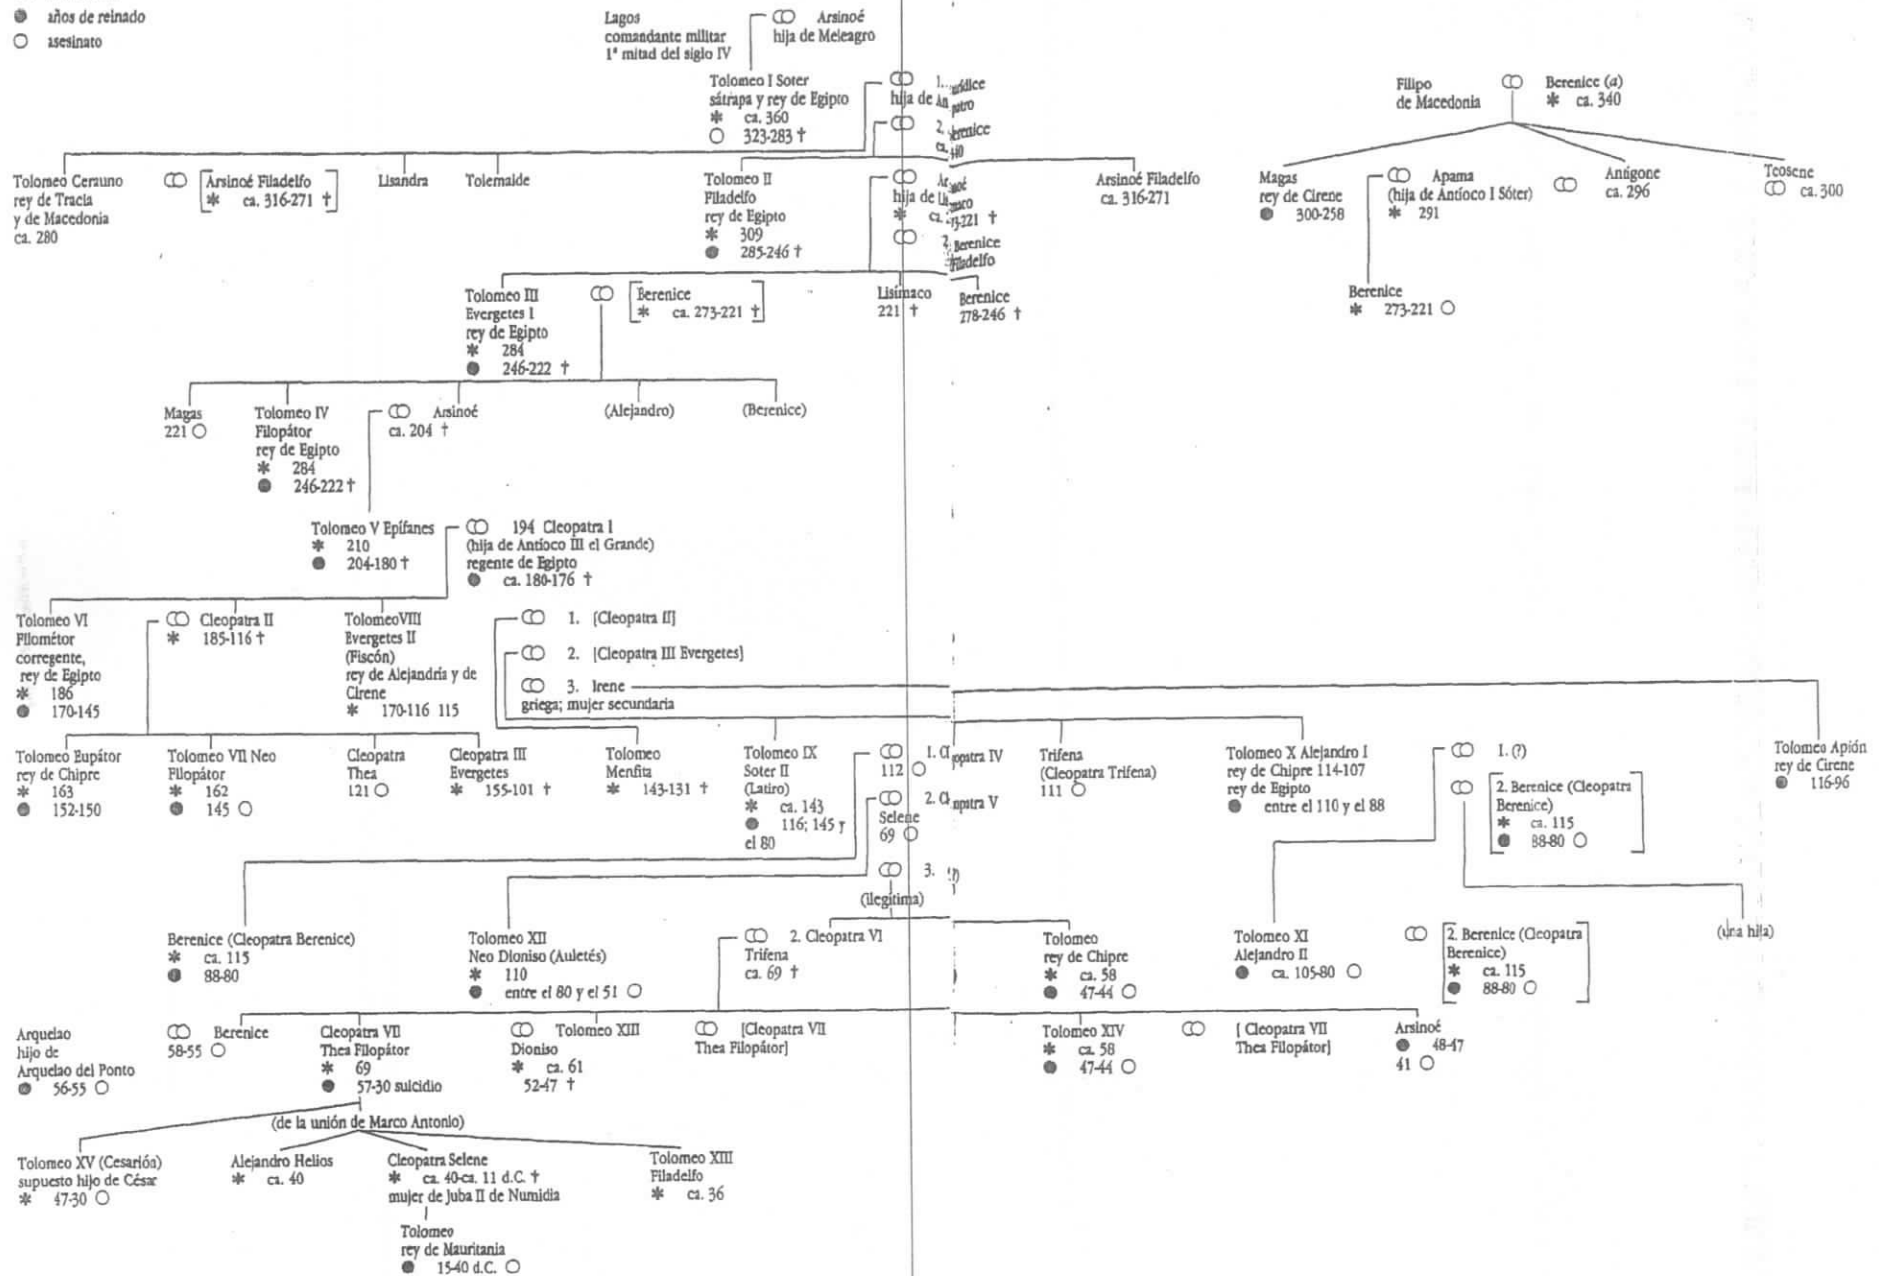 ● años de reinado
○ asesinato
Lagos
comandante militar
1ª mitad del siglo IV
Arsinoé
hija de Meleagro
Tolomeo I Soter
sátrapa y rey de Egipto
* ca. 360
○ 323-283 †
1.
hija de
2.
ca.
Filipo
de Macedonia
Berenice (a)
* ca. 340
Tolomeo Cerauno
rey de Tracia
y de Macedonia
ca. 280
[Arsinoé Filadelfo
* ca. 316-271 †]
Lisandra
Tolemaide
Tolomeo II
Filadelfo
rey de Egipto
* 309
● 285-246 †
hija de
* ca. -221 †
2. Berenice
Filadelfo
Arsinoé Filadelfo
ca. 316-271
Magas
rey de Cirene
● 300-258
Apama
(hija de Antíoco I Sóter)
* 291
Antígone
ca. 296
Teosene
ca. 300
Tolomeo III
Evergetes I
rey de Egipto
* 284
● 246-222 †
[Berenice
* ca. 273-221 †]
Lisímaco
221 †
Berenice
278-246 †
Berenice
* 273-221 ○
Magas
221 ○
Tolomeo IV
Filopátor
rey de Egipto
* 284
● 246-222 †
Arsinoé
ca. 204 †
(Alejandro)
(Berenice)
Tolomeo V Epífanes
* 210
● 204-180 †
194 Cleopatra I
(hija de Antíoco III el Grande)
regente de Egipto
● ca. 180-176 †
Tolomeo VI
Filométor
corregente,
rey de Egipto
* 186
● 170-145
Cleopatra II
* 185-116 †
TolomeoVIII
Evergetes II
(Fiscón)
rey de Alejandría y de
Cirene
* 170-116 115
1. [Cleopatra II]
2. [Cleopatra III Evergetes]
3. Irene
griega; mujer secundaria
Tolomeo Eupátor
rey de Chipre
* 163
● 152-150
Tolomeo VII Neo
Filopátor
* 162
● 145 ○
Cleopatra
Thea
121 ○
Cleopatra III
Evergetes
* 155-101 †
Tolomeo
Menfita
* 143-131 †
Tolomeo IX
Soter II
(Latiro)
* ca. 143
● 116; 145 †
el 80
1. Cleopatra IV
112 ○
2. Cleopatra V
Selene
69 ○
3. (?)
(ilegítima)
Trifena
(Cleopatra Trifena)
111 ○
Tolomeo X Alejandro I
rey de Chipre 114-107
rey de Egipto
● entre el 110 y el 88
1. (?)
[2. Berenice (Cleopatra
Berenice)
* ca. 115
● 88-80 ○]
Tolomeo Apión
rey de Cirene
● 116-96
Berenice (Cleopatra Berenice)
* ca. 115
● 88-80
Tolomeo XII
Neo Dioniso (Auletés)
* 110
● entre el 80 y el 51 ○
2. Cleopatra VI
Trifena
ca. 69 †
Tolomeo
rey de Chipre
* ca. 58
● 47-44 ○
Tolomeo XI
Alejandro II
● ca. 105-80 ○
[2. Berenice (Cleopatra
Berenice)
* ca. 115
● 88-80 ○]
(una hija)
Arquelao
hijo de
Arquelao del Ponto
● 56-55 ○
Berenice
58-55 ○
Cleopatra VII
Thea Filopátor
* 69
● 57-30 suicidio
Tolomeo XIII
Dioniso
* ca. 61
52-47 †
[Cleopatra VII
Thea Filopátor]
Tolomeo XIV
* ca. 58
● 47-44 ○
[ Cleopatra VII
Thea Filopátor]
Arsinoé
● 48-47
41 ○
(de la unión de Marco Antonio)
Tolomeo XV (Cesarión)
supuesto hijo de César
* 47-30 ○
Alejandro Helios
* ca. 40
Cleopatra Selene
* ca. 40-ca. 11 d.C. †
mujer de Juba II de Numidia
Tolomeo XIII
Filadelfo
* ca. 36
Tolomeo
rey de Mauritania
● 15-40 d.C. ○